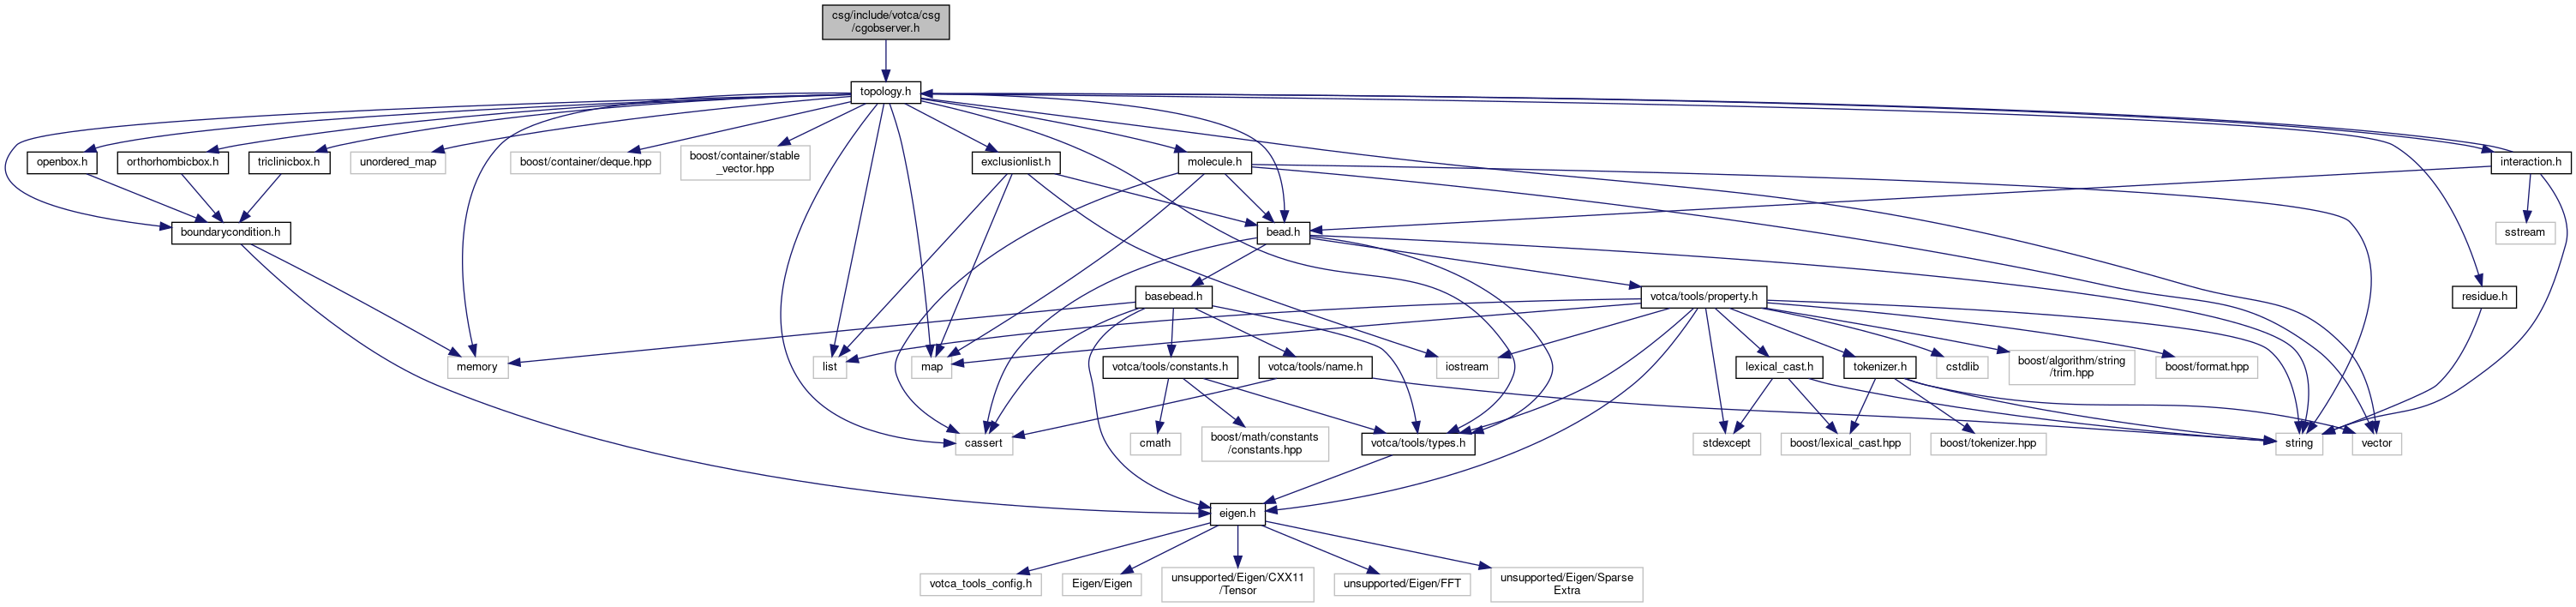 csg/include/votca/csg
/cgobserver.h
topology.h
openbox.h
orthorhombicbox.h
triclinicbox.h
unordered_map
boost/container/deque.hpp
boost/container/stable
_vector.hpp
exclusionlist.h
molecule.h
interaction.h
boundarycondition.h
bead.h
sstream
basebead.h
votca/tools/property.h
residue.h
memory
list
map
votca/tools/constants.h
votca/tools/name.h
iostream
lexical_cast.h
tokenizer.h
cstdlib
boost/algorithm/string
/trim.hpp
boost/format.hpp
cassert
cmath
boost/math/constants
/constants.hpp
votca/tools/types.h
stdexcept
boost/lexical_cast.hpp
boost/tokenizer.hpp
string
vector
eigen.h
votca_tools_config.h
Eigen/Eigen
unsupported/Eigen/CXX11
/Tensor
unsupported/Eigen/FFT
unsupported/Eigen/Sparse
Extra